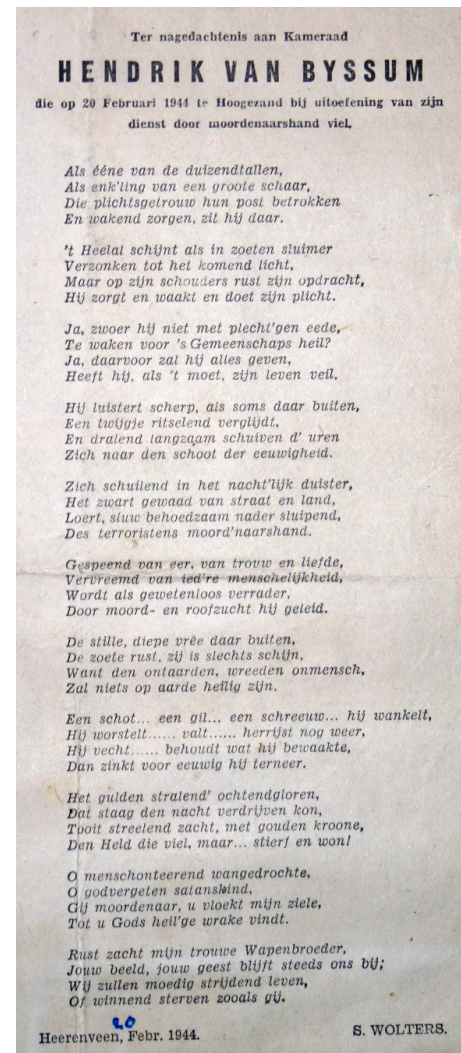 Ter nagedachtenis aan Kameraad
HENDRIK VAN BYSSUM
die op 20 Februari 1944 te Hoogezand bij uitoefening van zijn
dienst door moordenaarshand viel.
Als ééne van de duizendtallen,
Als enk'ling van een groote schaar,
Die plichtsgetrouw hun post betrokken
En wakend zorgen, zit hij daar.
't Heelal schijnt als in zoeten sluimer
Verzonken tot het komend licht,
Maar op zijn schouders rust zijn opdracht,
Hij zorgt en waakt en doet zijn plicht.
Ja, zwoer hij niet met plecht'gen eede,
Te waken voor 's Gemeenschaps heil?
Ja, daarvoor zal hij alles geven,
Heeft hij, als 't moet, zijn leven veil.
Hij luistert scherp, als soms daar buiten,
Een twijgje ritselend verglijdt,
En dralend langzaam schuiven d' uren
Zich naar den schoot der eeuwigheid.
Zich schuilend in het nacht'lijk duister,
Het zwart gewaad van straat en land,
Loert, sluw behoedzaam nader sluipend,
Des terroristens moord'naarshand.
Gespeend van eer, van trouw en liefde,
Vervreemd van ied're menschelijkheid,
Wordt als gewetenloos verrader,
Door moord- en roofzucht hij geleid.
De stille, diepe vrêe daar buiten,
De zoete rust, zij is slechts schijn,
Want den ontaarden, wreeden onmensch,
Zal niets op aarde heilig zijn.
Een schot... een gil... een schreeuw... hij wankelt,
Hij worstelt...... valt...... herrijst nog weer,
Hij vecht...... behoudt wat hij bewaakte,
Dan zinkt voor eeuwig hij terneer.
Het gulden stralend' ochtendgloren,
Dat staag den nacht verdrijven kon,
Tooit streelend zacht, met gouden kroone,
Den Held die viel, maar... stierf en won!
O menschonteerend wangedrochte,
O godvergeten satanskind,
Gij moordenaar, u vloekt mijn ziele,
Tot u Gods heil'ge wrake vindt.
Rust zacht mijn trouwe Wapenbroeder,
Jouw beeld, jouw geest blijft steeds ons bij;
Wij zullen moedig strijdend leven,
Of winnend sterven zooals gij.
20
Heerenveen, Febr. 1944. S. WOLTERS.